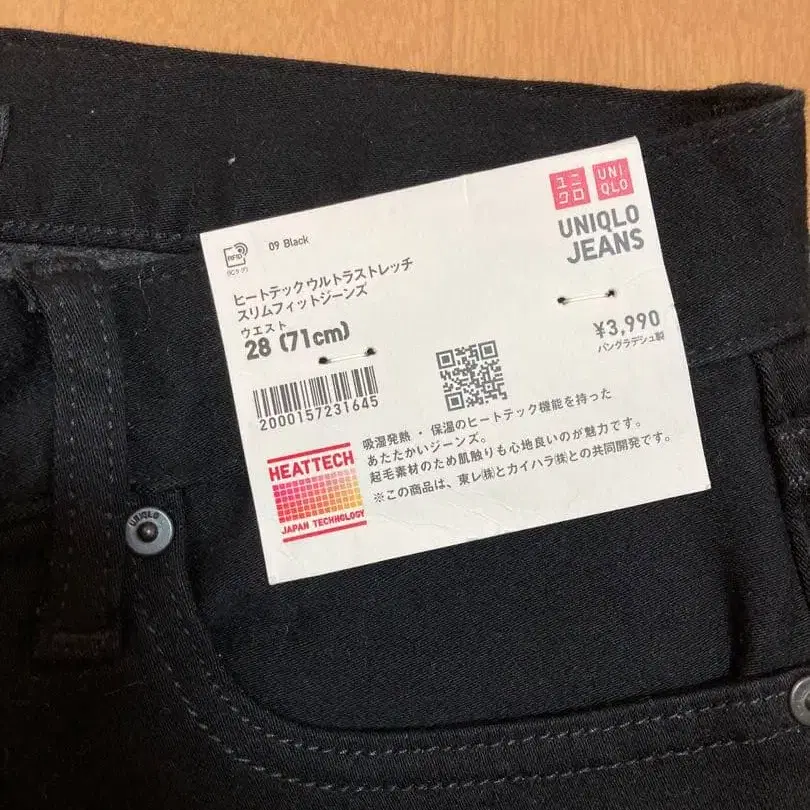 ユニ
クロ
UNI
QLO
UNIQLO
JEANS
RFID
(ICタグ)
09 Black
ヒートテックウルトラストレッチ
スリムフィットジーンズ
ウエスト
28 (71cm)
¥3,990
バングラデシュ製
2000157231645
HEATTECH
JAPAN TECHNOLOGY
吸湿発熱・保温のヒートテック機能を持った
あたたかいジーンズ。
起毛素材のため肌触りも心地良いのが魅力です。
※この商品は、東レ㈱とカイハラ㈱との共同開発です。
UNIQLO